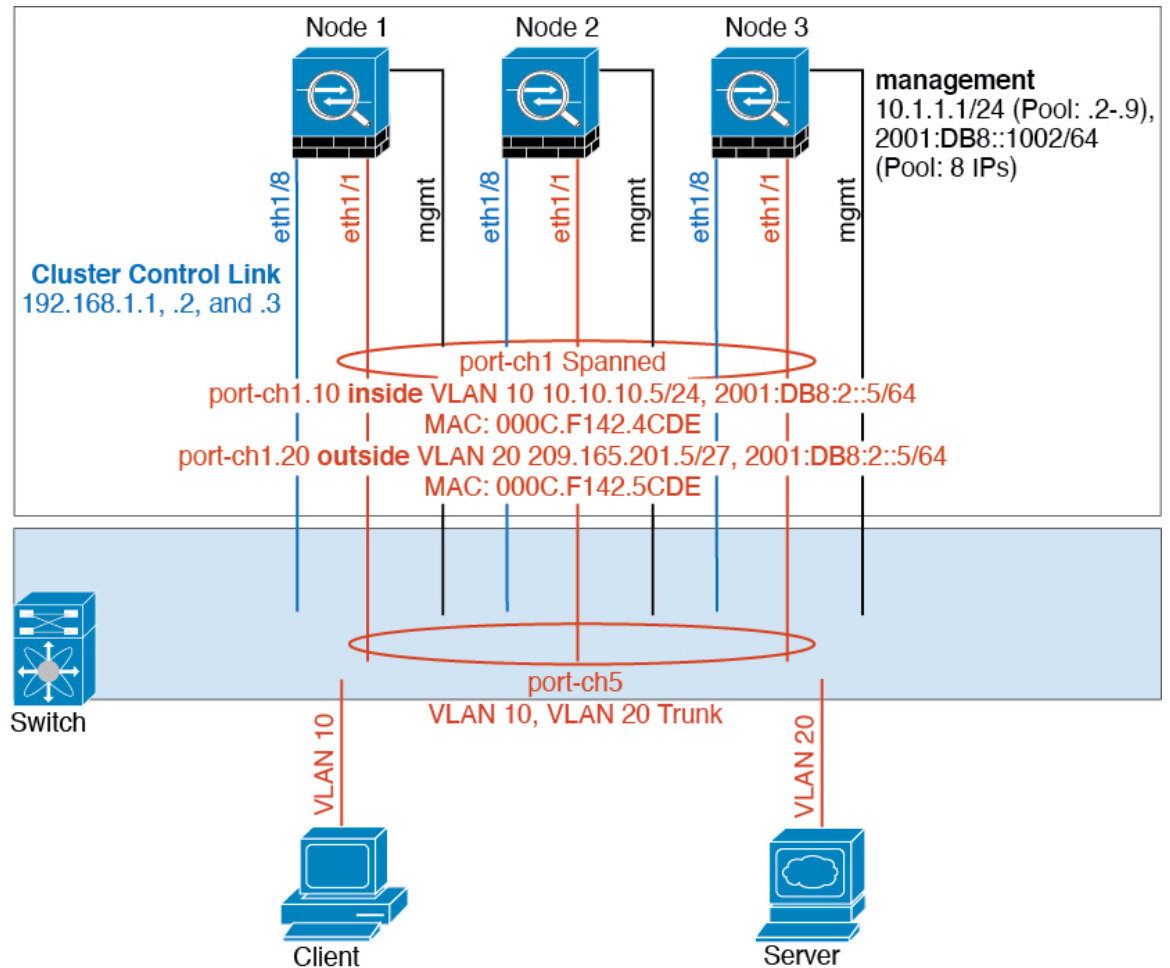 Node 1
Node 2
Node 3
management
10.1.1.1/24 (Pool: .2-.9),
2001:DB8::1002/64
(Pool: 8 IPs)
eth1/8
eth1/1
mgmt
eth1/8
eth1/1
mgmt
eth1/8
eth1/1
mgmt
Cluster Control Link
192.168.1.1, .2, and .3
port-ch1 Spanned
port-ch1.10 inside VLAN 10 10.10.10.5/24, 2001:DB8:2::5/64
MAC: 000C.F142.4CDE
port-ch1.20 outside VLAN 20 209.165.201.5/27, 2001:DB8:2::5/64
MAC: 000C.F142.5CDE
port-ch5
VLAN 10, VLAN 20 Trunk
Switch
VLAN 10
VLAN 20
Client
Server